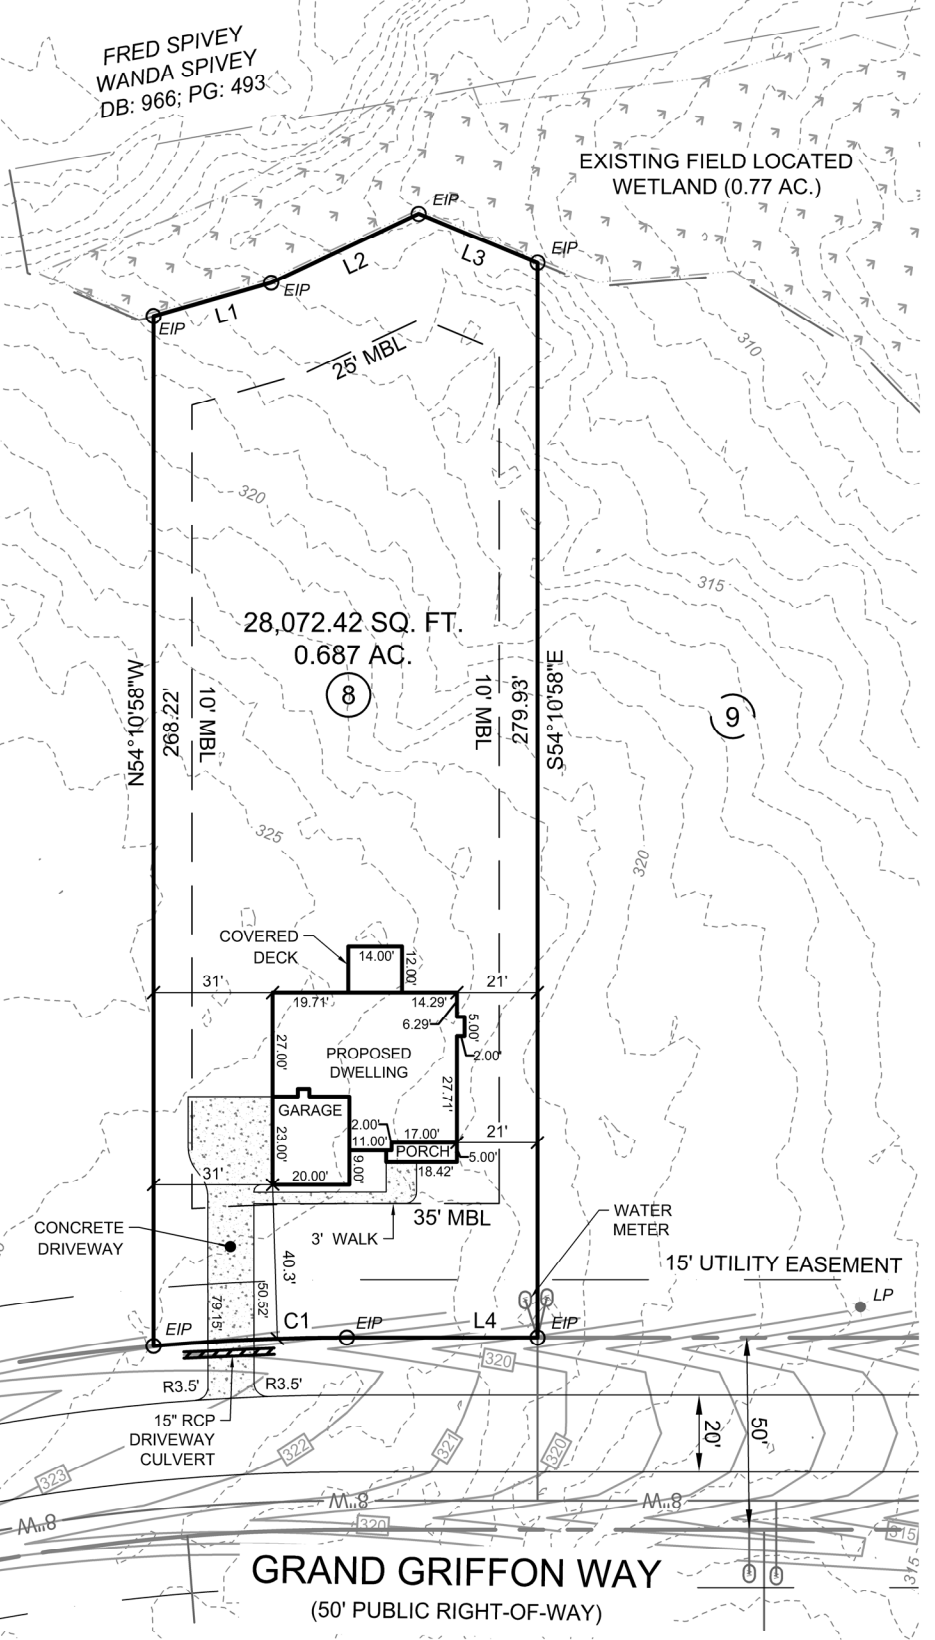 FRED SPIVEY
WANDA SPIVEY
DB: 966; PG: 493
EXISTING FIELD LOCATED
WETLAND (0.77 AC.)
EIP
EIP
EIP
EIP
L1
L2
L3
25' MBL
310
320
315
28,072.42 SQ. FT.
0.687 AC.
8
9
N54°10'58"W
268.22'
10' MBL
10' MBL
279.93'
S54°10'58"E
325
320
COVERED
DECK
14.00'
12.00'
31'
21'
19.71'
14.29'
6.29'
5.00'
2.00'
27.00'
PROPOSED
DWELLING
27.71'
GARAGE
23.00'
2.00'
11.00'
17.00'
21'
PORCH
5.00'
9.00'
18.42'
31'
20.00'
35' MBL
3' WALK
CONCRETE
DRIVEWAY
WATER
METER
15' UTILITY EASEMENT
LP
40.3'
50.52'
79.15'
EIP
C1
EIP
L4
EIP
R3.5'
R3.5'
320
15" RCP
DRIVEWAY
CULVERT
323
322
321
320
20'
50'
8"W
8"W
8"W
320
315
315
GRAND GRIFFON WAY
(50' PUBLIC RIGHT-OF-WAY)